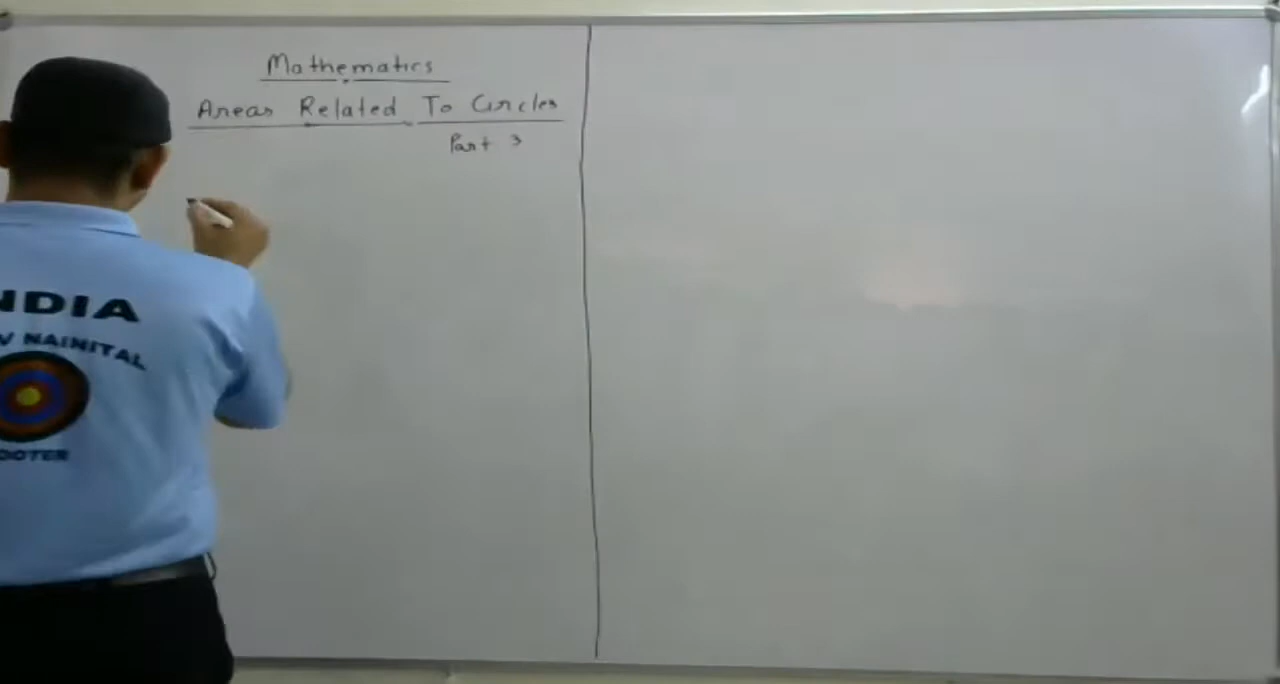 Mathematics
Areas Related To Circles
Part 3
NDIA
V NAINITAL
OOTER